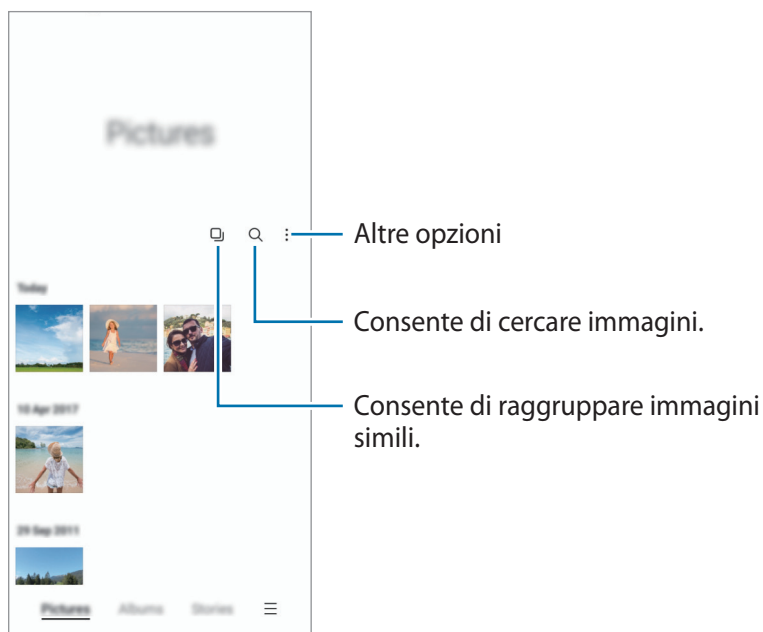 Pictures
Altre opzioni
Today
Consente di cercare immagini.
10 Apr 2017
Consente di raggruppare immagini
simili.
29 Sep 2011
Pictures Albums Stories